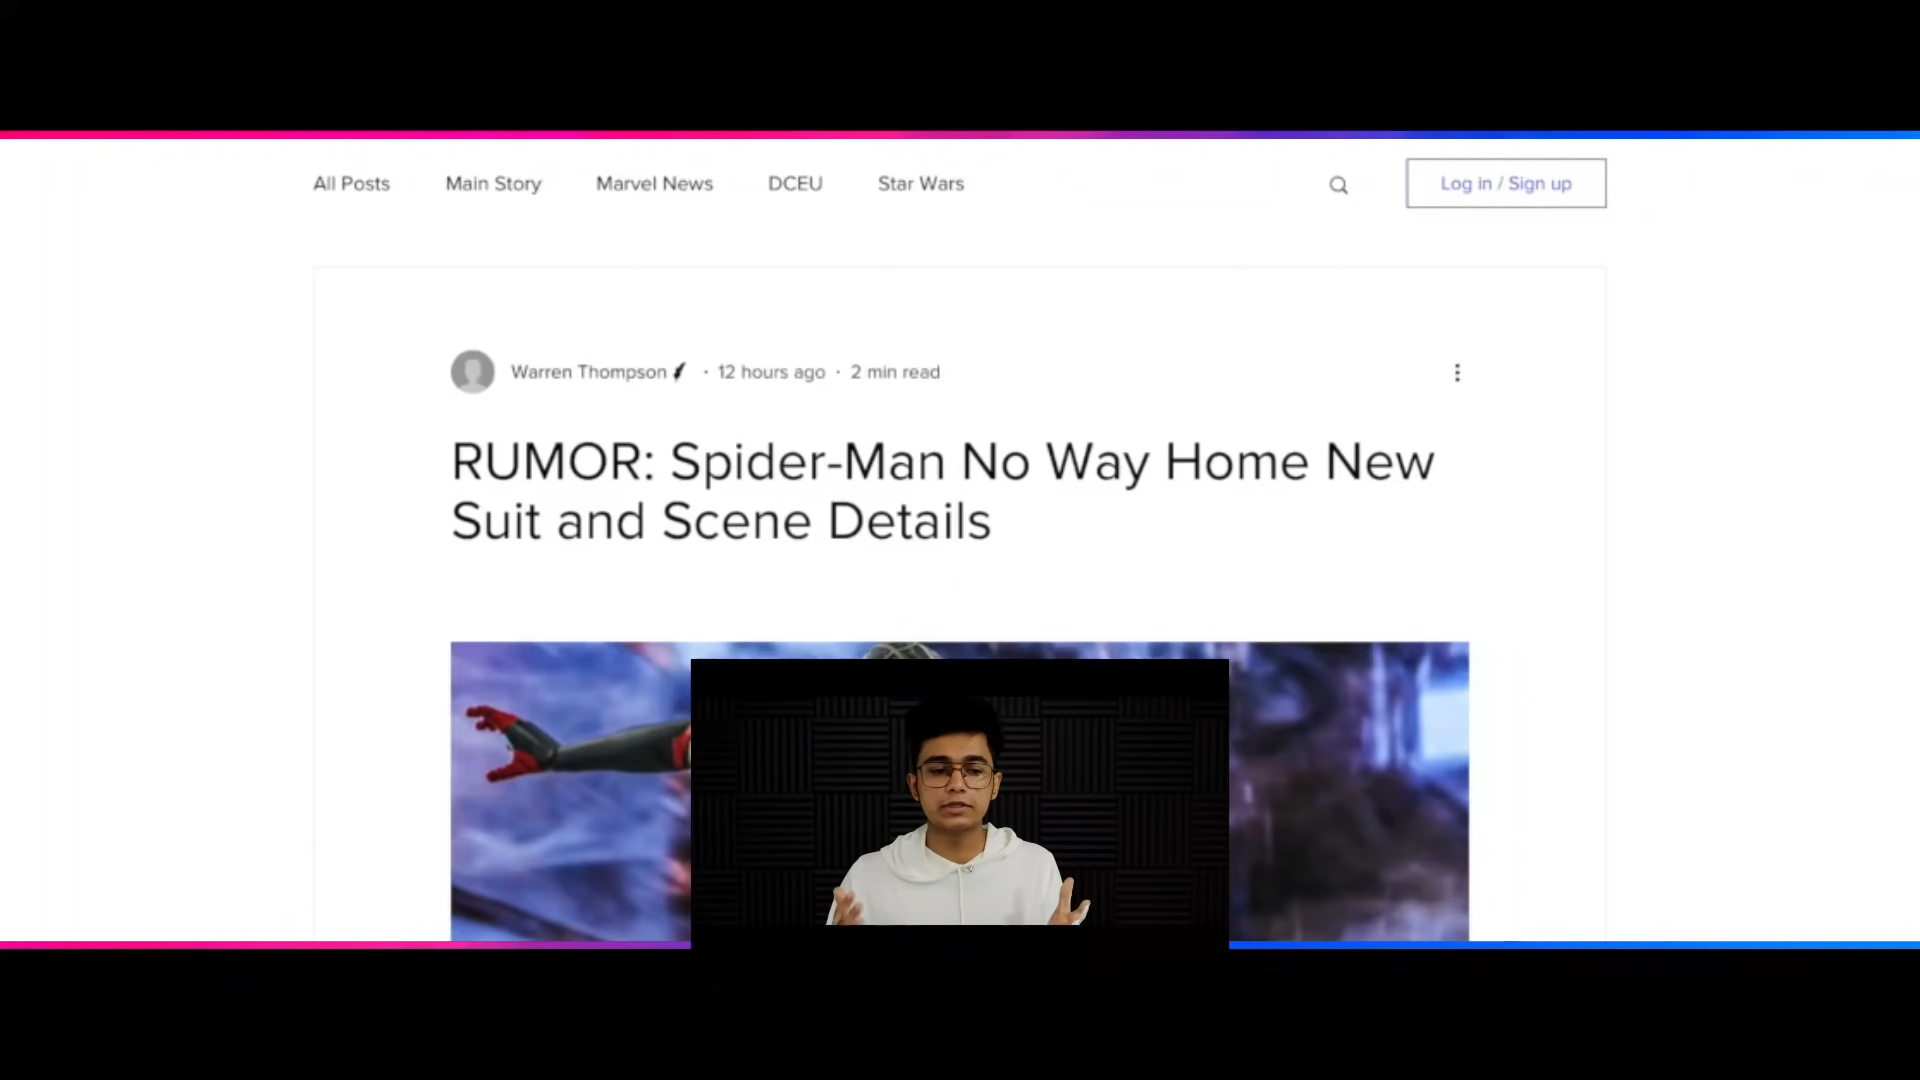 All Posts Main Story Marvel News DCEU Star Wars Log in / Sign up
Warren Thompson · 12 hours ago · 2 min read
RUMOR: Spider-Man No Way Home New
Suit and Scene Details